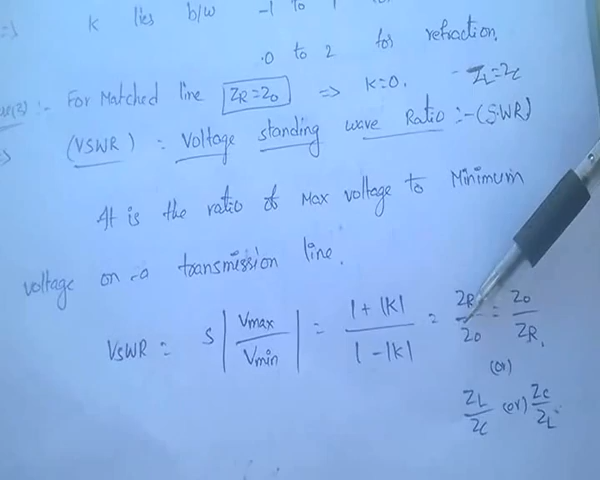 => K lies b/w -1 to 1
0 to 2 for refraction.
:- For Matched line ZR=Z0 => K=0. - ZL=ZC
(VSWR) = Voltage standing wave Ratio :- (SWR)
It is the ratio of Max voltage to Minimum
voltage on a transmission line.
VSWR = S |Vmax/Vmin| = 1+|K| / 1-|K| = ZR/Z0 = Z0/ZR.
(or)
ZL/ZC (or) ZC/ZL.